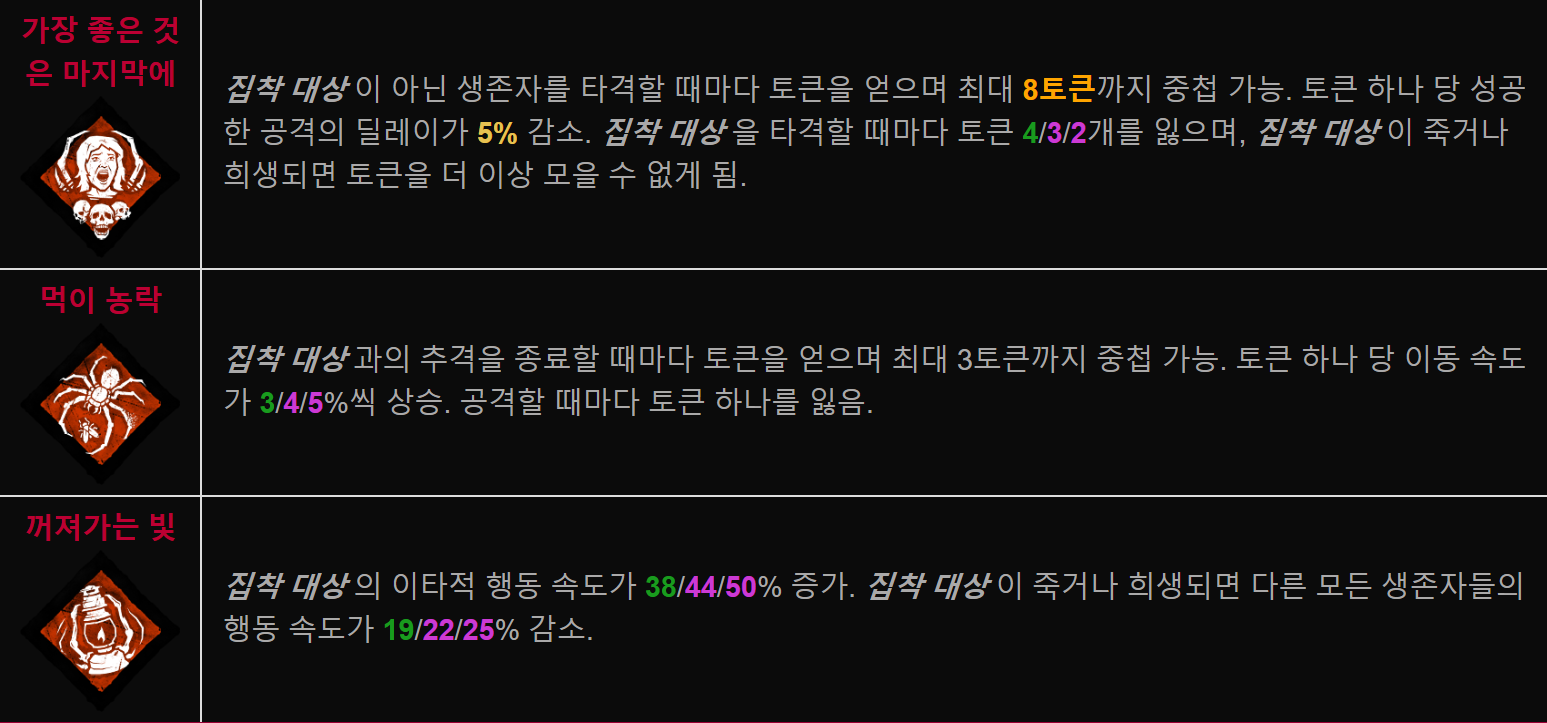 가장 좋은 것
은 마지막에
집착 대상 이 아닌 생존자를 타격할 때마다 토큰을 얻으며 최대 8토큰까지 중첩 가능. 토큰 하나 당 성공
한 공격의 딜레이가 5% 감소. 집착 대상 을 타격할 때마다 토큰 4/3/2개를 잃으며, 집착 대상 이 죽거나
희생되면 토큰을 더 이상 모을 수 없게 됨.
먹이 농락
집착 대상 과의 추격을 종료할 때마다 토큰을 얻으며 최대 3토큰까지 중첩 가능. 토큰 하나 당 이동 속도
가 3/4/5%씩 상승. 공격할 때마다 토큰 하나를 잃음.
꺼져가는 빛
집착 대상 의 이타적 행동 속도가 38/44/50% 증가. 집착 대상 이 죽거나 희생되면 다른 모든 생존자들의
행동 속도가 19/22/25% 감소.